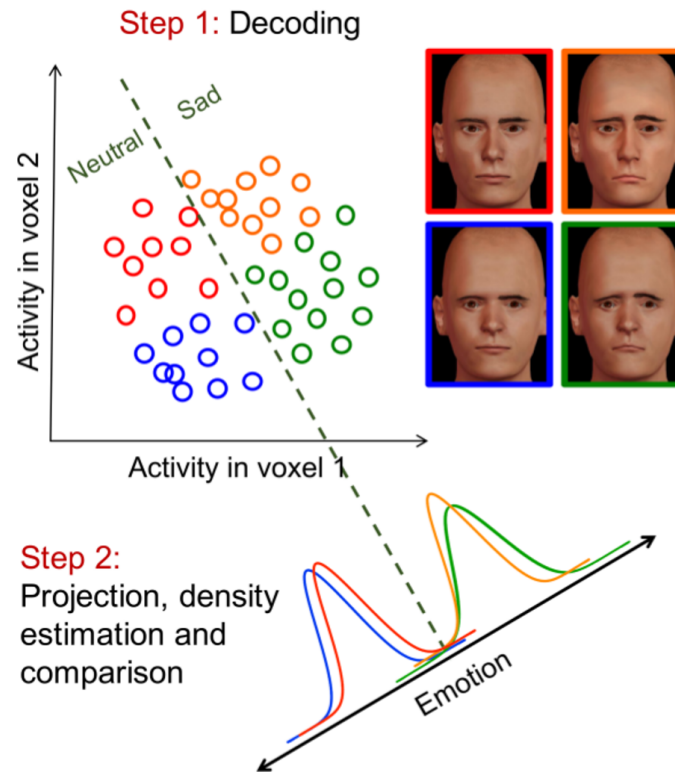 Step 1: Decoding
Neutral
Sad
Activity in voxel 2
Activity in voxel 1
Step 2:
Projection, density
estimation and
comparison
Emotion